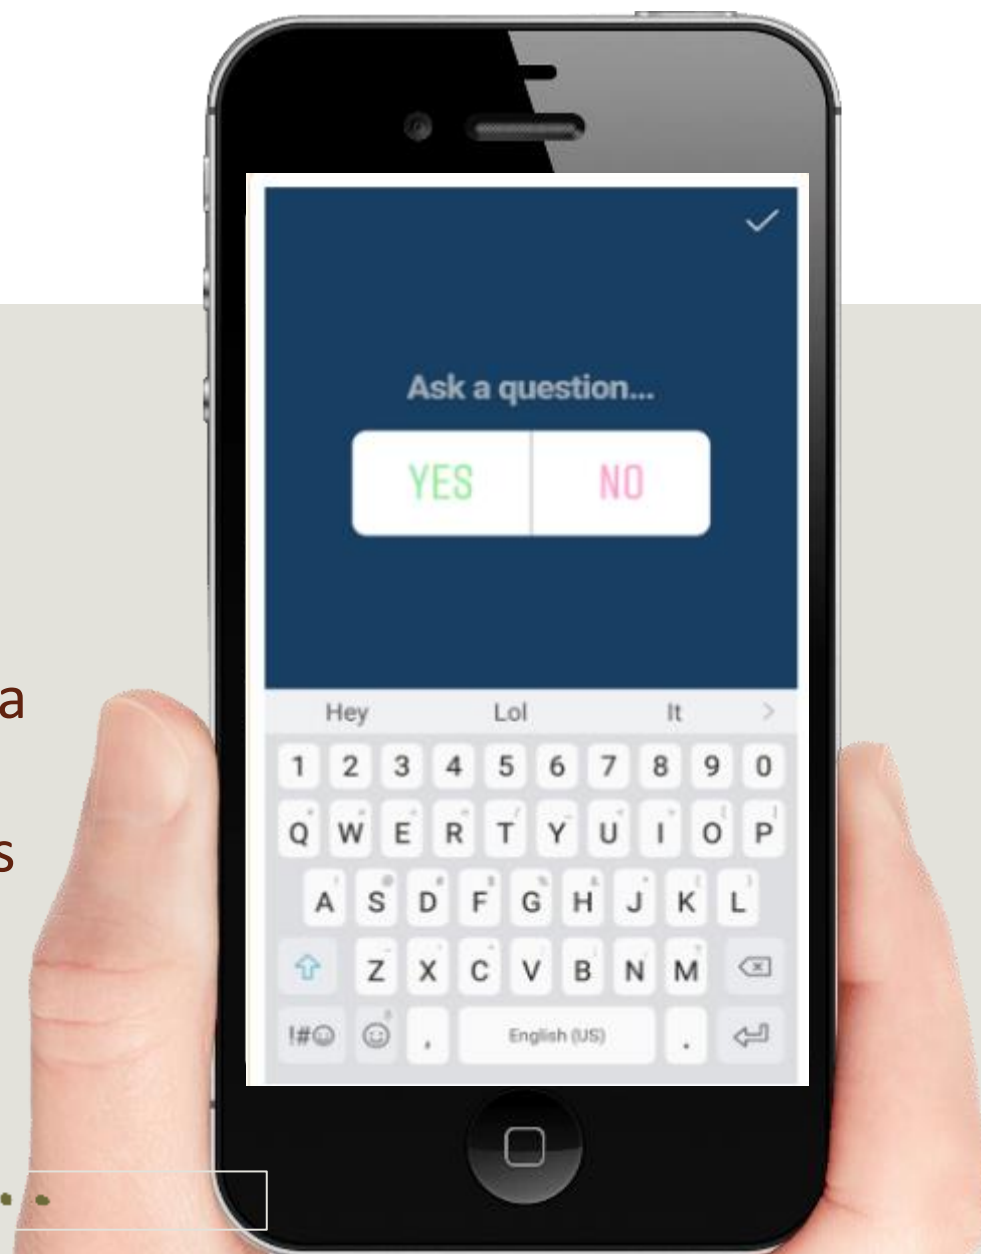 Ask a question...
YES NO
a
s
Hey Lol It >
1 2 3 4 5 6 7 8 9 0
Q W E R T Y U I O P
A S D F G H J K L
Z X C V B N M
!#☺ ☺ , English (US) .